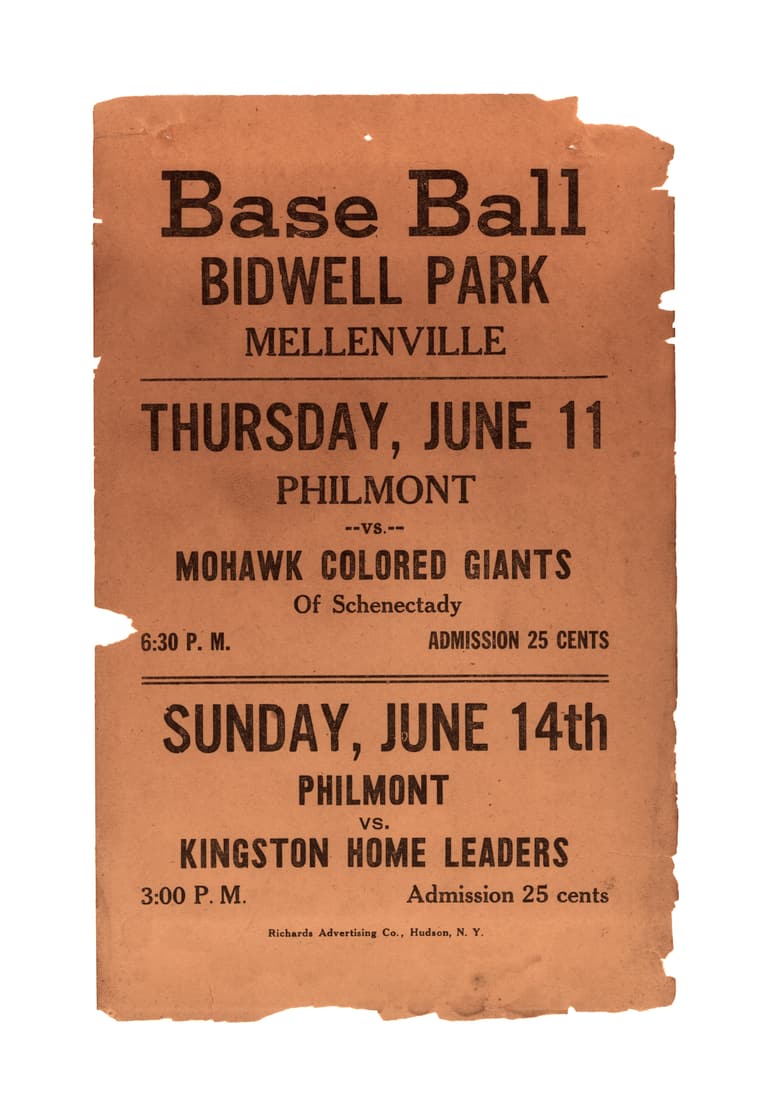 Base Ball
BIDWELL PARK
MELLENVILLE
THURSDAY, JUNE 11
PHILMONT
--vs.--
MOHAWK COLORED GIANTS
Of Schenectady
6:30 P. M. ADMISSION 25 CENTS
SUNDAY, JUNE 14th
PHILMONT
vs.
KINGSTON HOME LEADERS
3:00 P. M. Admission 25 cents
Richards Advertising Co., Hudson, N. Y.